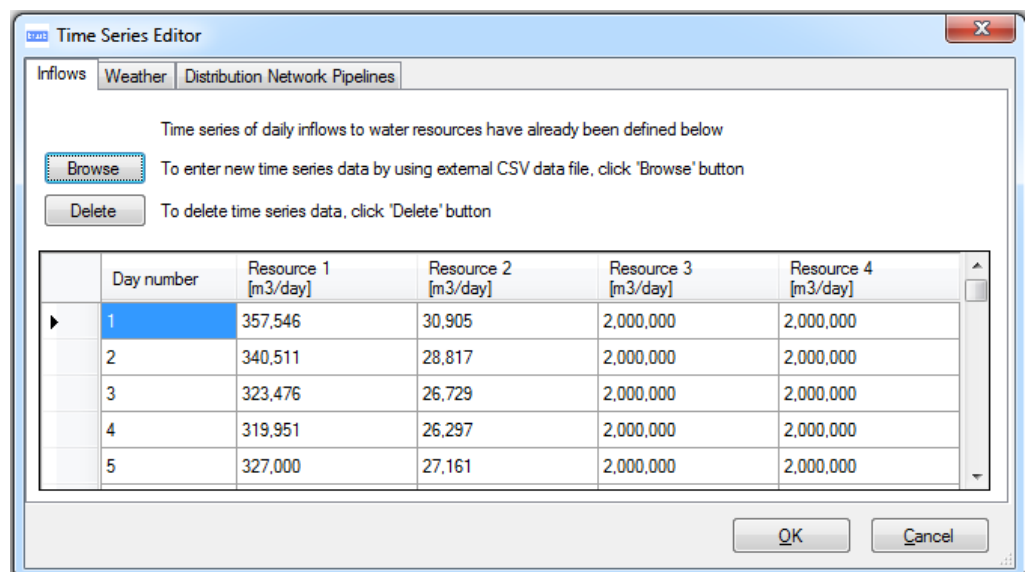 Time Series Editor
Inflows Weather Distribution Network Pipelines
Time series of daily inflows to water resources have already been defined below
Browse To enter new time series data by using external CSV data file, click 'Browse' button
Delete To delete time series data, click 'Delete' button
Day number Resource 1 [m3/day] Resource 2 [m3/day] Resource 3 [m3/day] Resource 4 [m3/day]
1 357,546 30,905 2,000,000 2,000,000
2 340,511 28,817 2,000,000 2,000,000
3 323,476 26,729 2,000,000 2,000,000
4 319,951 26,297 2,000,000 2,000,000
5 327,000 27,161 2,000,000 2,000,000
OK Cancel